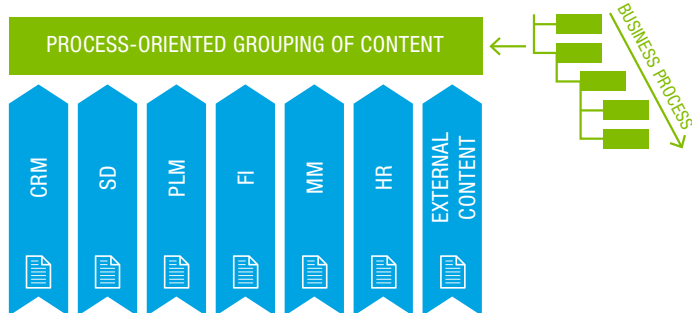 PROCESS-ORIENTED GROUPING OF CONTENT
BUSINESS PROCESS
CRM
SD
PLM
FI
MM
HR
EXTERNAL
CONTENT